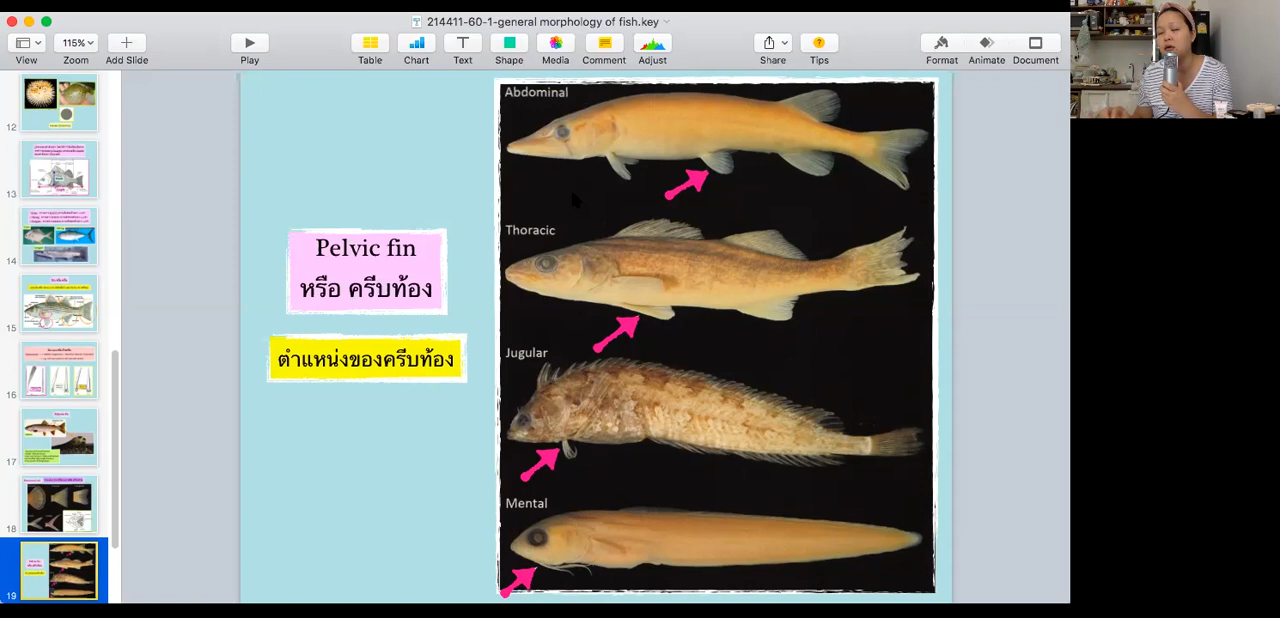 214411-60-1-general morphology of fish.key
115%
View
Zoom
Add Slide
Play
Table
Chart
Text
Shape
Media
Comment
Adjust
Share
Tips
Format
Animate
Document
12
13
14
15
16
17
18
19
Pelvic fin
หรือ ครีบท้อง
ตำแหน่งของครีบท้อง
Abdominal
Thoracic
Jugular
Mental